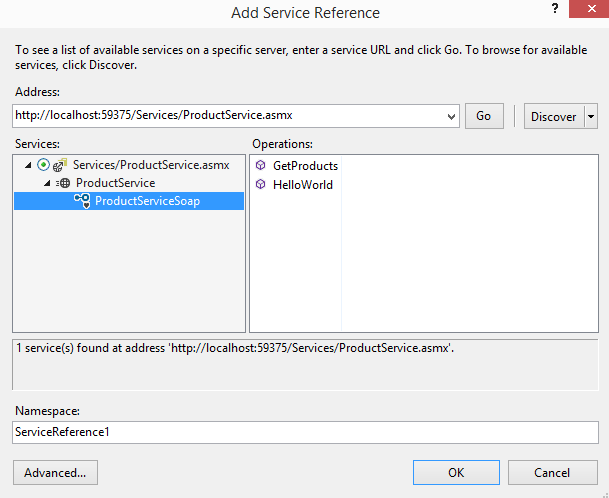 Add Service Reference
?
To see a list of available services on a specific server, enter a service URL and click Go. To browse for available
services, click Discover.
Address:
http://localhost:59375/Services/ProductService.asmx
Go
Discover
Services:
Operations:
Services/ProductService.asmx
ProductService
ProductServiceSoap
GetProducts
HelloWorld
1 service(s) found at address 'http://localhost:59375/Services/ProductService.asmx'.
Namespace:
ServiceReference1
Advanced...
OK
Cancel